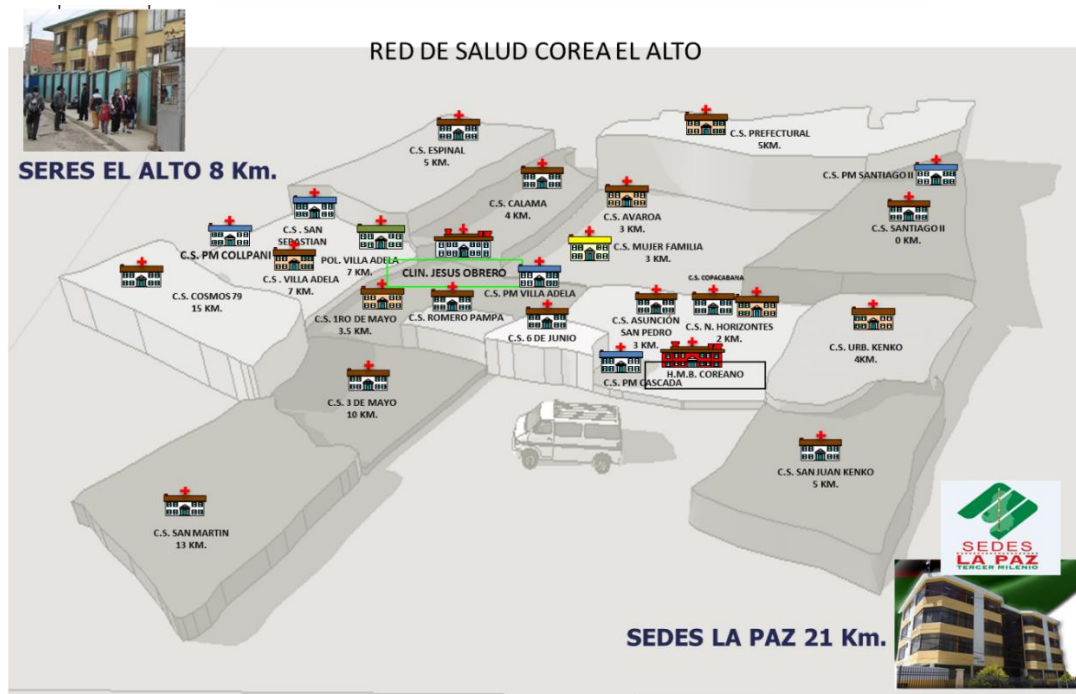 RED DE SALUD COREA EL ALTO
SERES EL ALTO 8 Km.
C.S. ESPINAL
5 KM.
C.S. PREFECTURAL
5KM.
C.S. CALAMA
4 KM.
C.S. PM SANTIAGO II
C.S. AVAROA
3 KM.
C.S. SANTIAGO II
0 KM.
C.S . SAN
SEBASTIAN
C.S. PM COLLPANI
POL. VILLA ADELA
7 KM.
C.S. MUJER FAMILIA
3 KM.
C.S . VILLA ADELA
7 KM.
CLIN. JESUS OBRERO
C.S. COPACABANA
C.S. PM VILLA ADELA
C.S. COSMOS 79
15 KM.
C.S. 1RO DE MAYO
3.5 KM.
C.S. ROMERO PAMPA
C.S. 6 DE JUNIO
C.S. ASUNCIÓN
SAN PEDRO
3 KM.
C.S. N. HORIZONTES
2 KM.
C.S. URB. KENKO
4KM.
C.S. PM CASCADA
H.M.B. COREANO
C.S. 3 DE MAYO
10 KM.
C.S. SAN JUAN KENKO
5 KM.
C.S. SAN MARTIN
13 KM.
SEDES
LA PAZ
TERCER MILENIO
SEDES LA PAZ 21 Km.